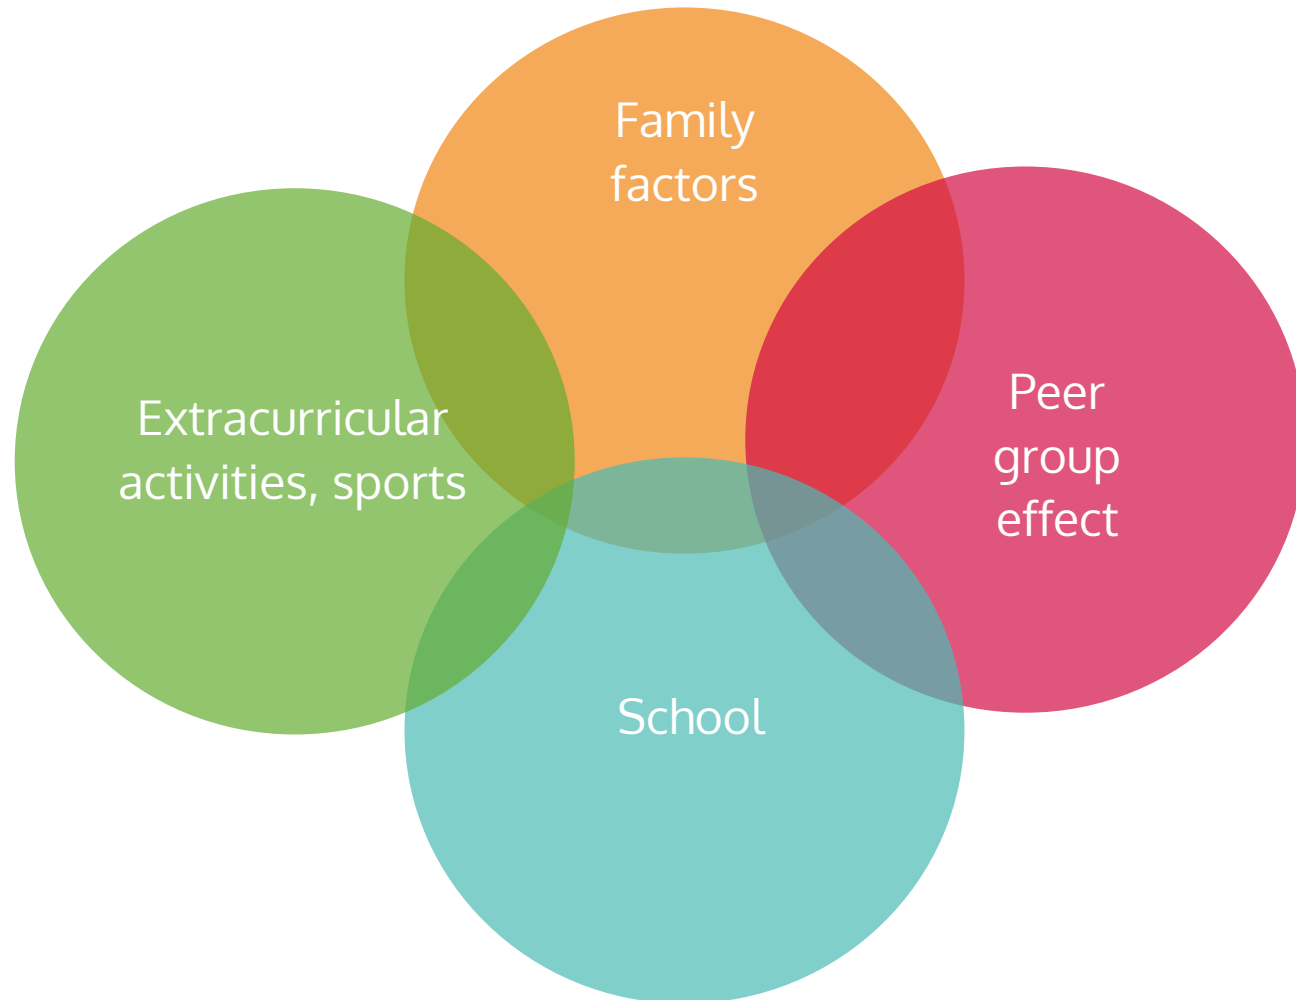 Family
factors
Extracurricular
activities, sports
Peer
group
effect
School